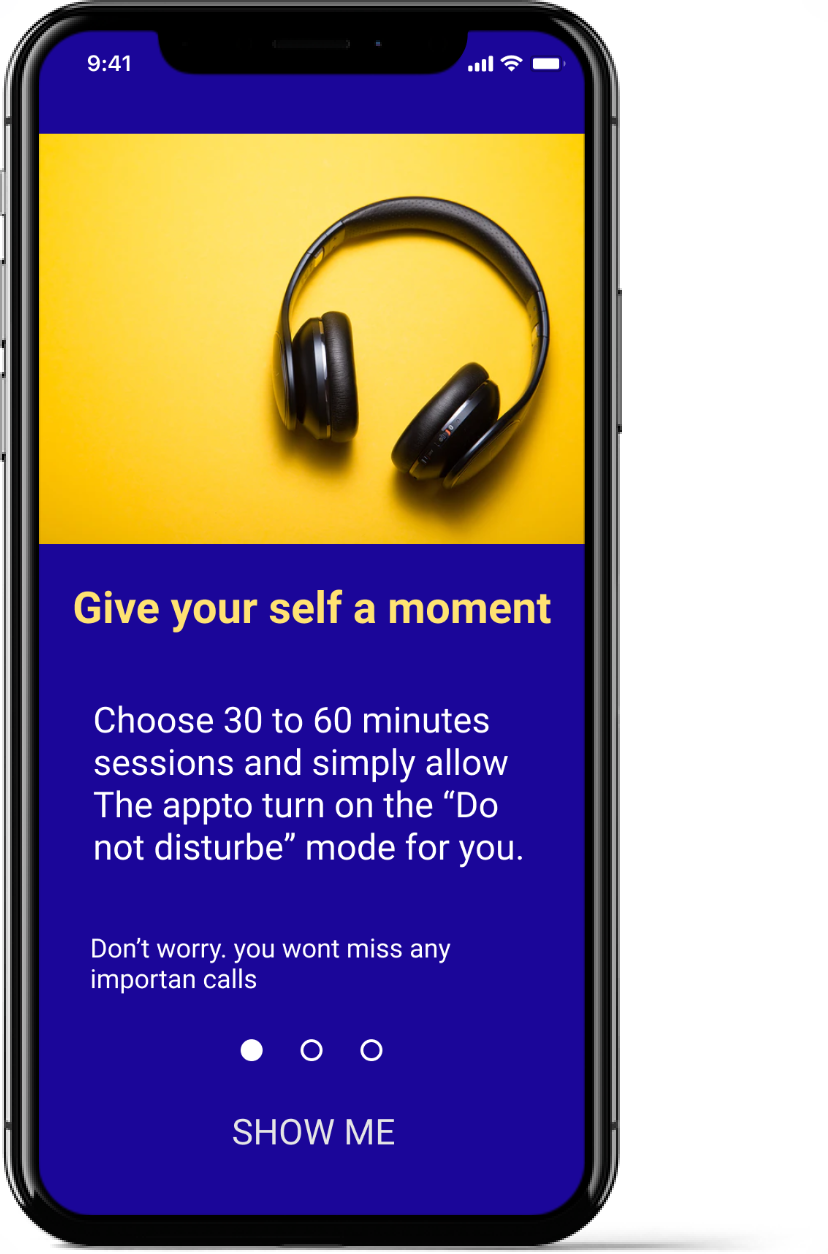 9:41
Give your self a moment
Choose 30 to 60 minutes
sessions and simply allow
The appto turn on the “Do
not disturbe” mode for you.
Don’t worry. you wont miss any
importan calls
SHOW ME